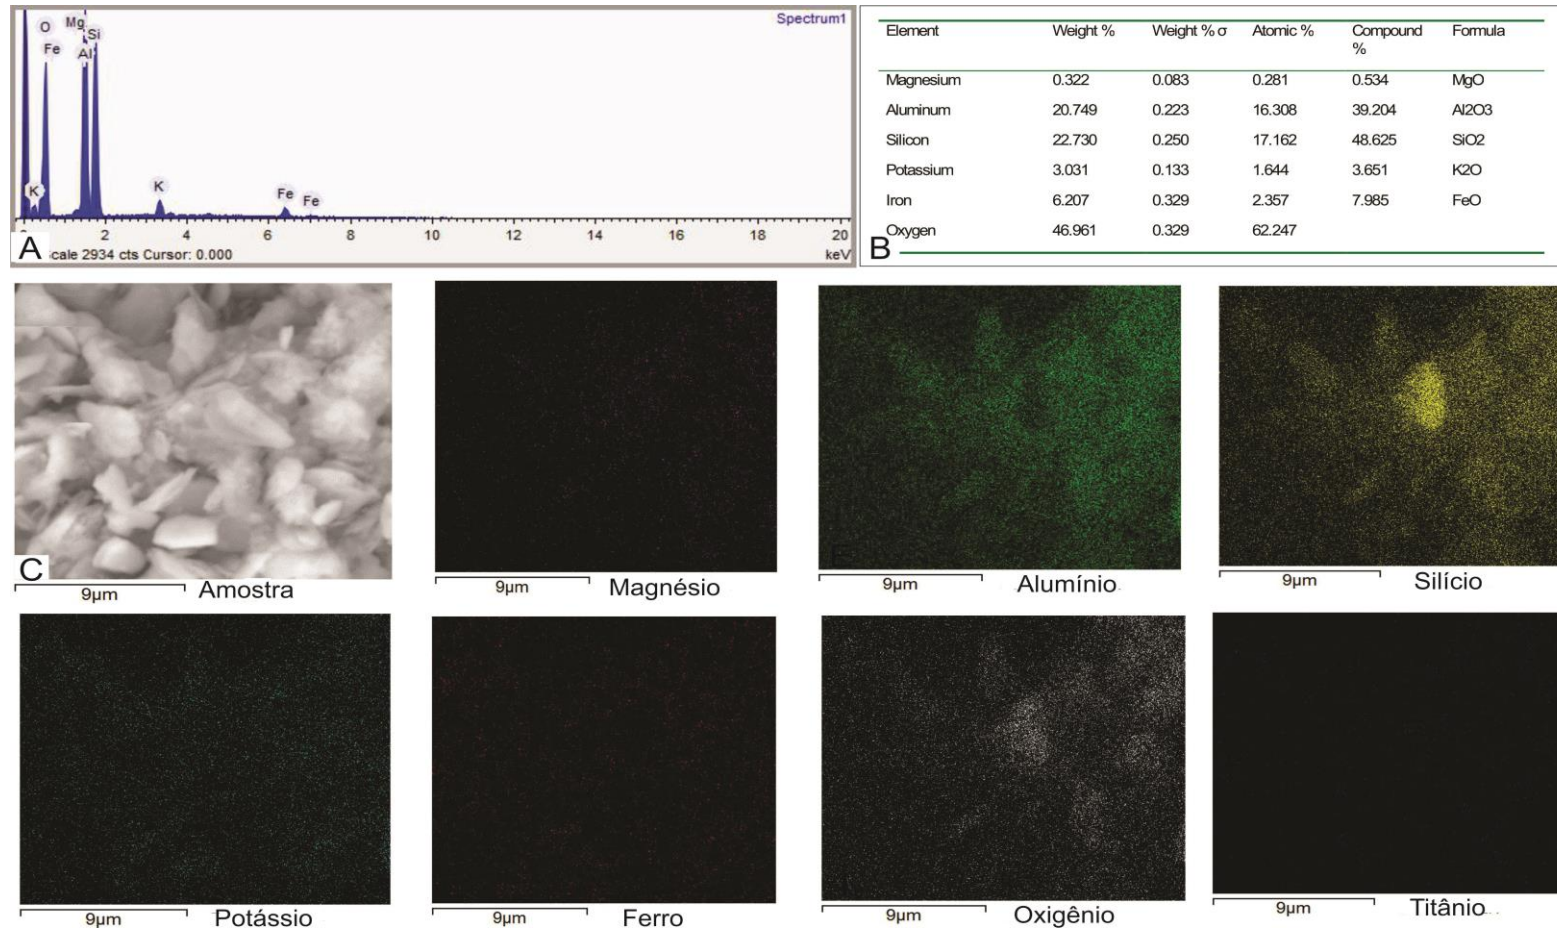 Spectrum1
O
Mg
Si
Fe
Al
K
K
Fe
Fe
2 4 6 8 10 12 14 16 18 20
A
cale 2934 cts Cursor: 0.000
keV
Element Weight % Weight % σ Atomic % Compound % Formula
Magnesium 0.322 0.083 0.281 0.534 MgO
Aluminum 20.749 0.223 16.308 39.204 Al2O3
Silicon 22.730 0.250 17.162 48.625 SiO2
Potassium 3.031 0.133 1.644 3.651 K2O
Iron 6.207 0.329 2.357 7.985 FeO
Oxygen 46.961 0.329 62.247
B
C
E
9µm Amostra
9µm Magnésio
9µm Alumínio
9µm Silício
9µm Potássio
9µm Ferro
9µm Oxigênio
9µm Titânio